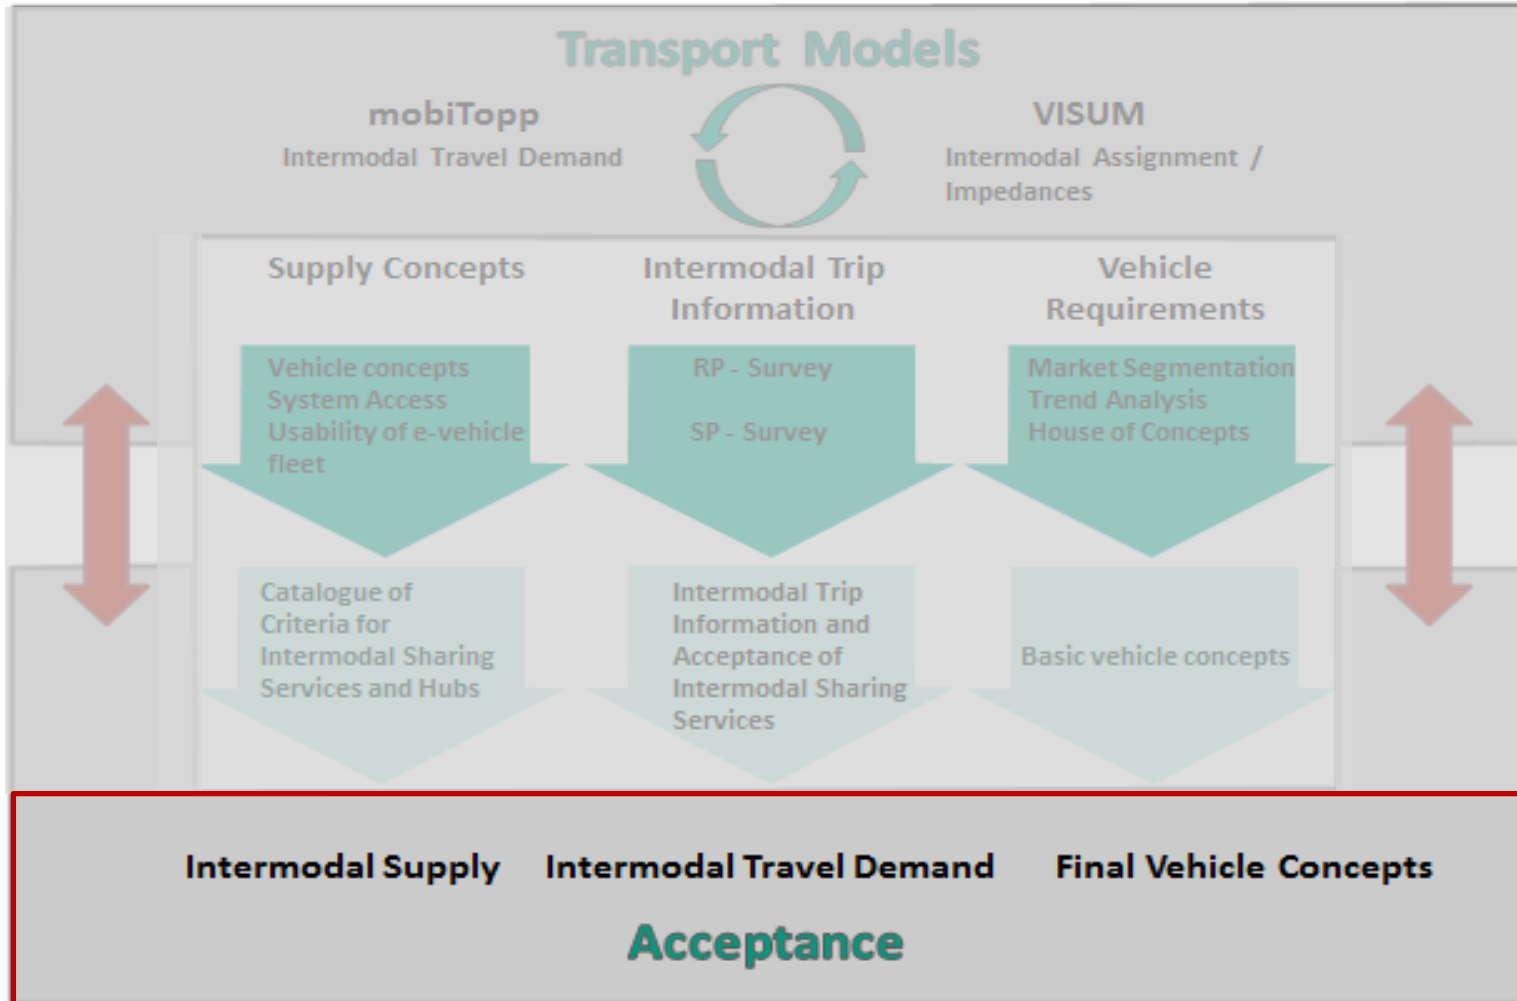 Transport Models
mobiTopp
Intermodal Travel Demand
VISUM
Intermodal Assignment /
Impedances
Supply Concepts
Intermodal Trip
Information
Vehicle
Requirements
Vehicle concepts
System Access
Usability of e-vehicle
fleet
RP - Survey
SP - Survey
Market Segmentation
Trend Analysis
House of Concepts
Catalogue of
Criteria for
Intermodal Sharing
Services and Hubs
Intermodal Trip
Information and
Acceptance of
Intermodal Sharing
Services
Basic vehicle concepts
Intermodal Supply
Intermodal Travel Demand
Final Vehicle Concepts
Acceptance